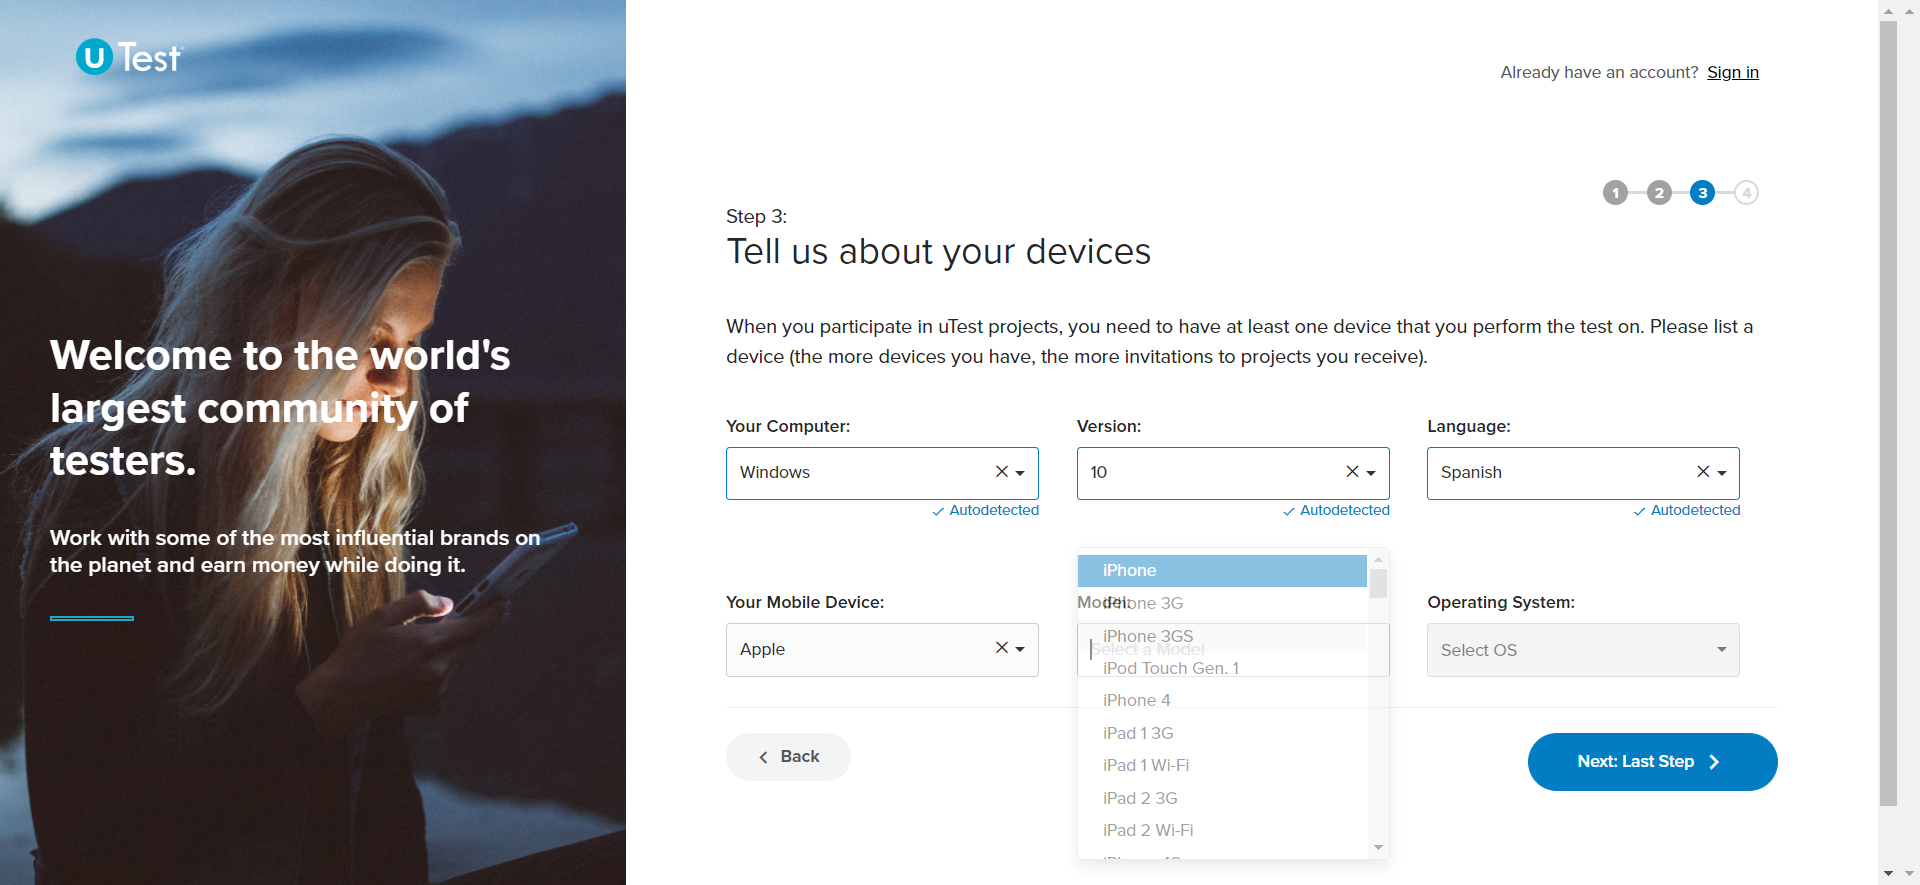 U Test
Already have an account? Sign in
1 2 3 4
Step 3:
Tell us about your devices
Welcome to the world's
largest community of
testers.
Work with some of the most influential brands on
the planet and earn money while doing it.
When you participate in uTest projects, you need to have at least one device that you perform the test on. Please list a
device (the more devices you have, the more invitations to projects you receive).
Your Computer: Version: Language:
Windows 10 Spanish
Autodetected Autodetected Autodetected
Your Mobile Device: Model: Operating System:
Apple Select a Model Select OS
iPhone
iPhone 3G
iPhone 3GS
iPod Touch Gen. 1
iPhone 4
iPad 1 3G
iPad 1 Wi-Fi
iPad 2 3G
iPad 2 Wi-Fi
Back
Next: Last Step